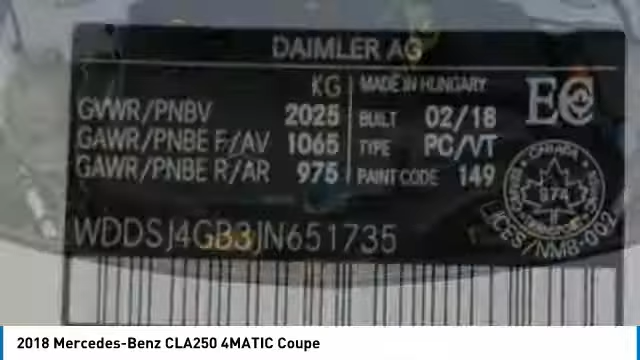 DAIMLER AG
KG
MADE IN HUNGARY
GVWR/PNBV 2025
BUILT 02/18
GAWR/PNBE F/AV 1065
TYPE PC/VT
GAWR/PNBE R/AR 975
PAINT CODE 149
CANADA
974
TRANSPORT
ICES/NMB-002
WDDSJ4GB3JN651735
2018 Mercedes-Benz CLA250 4MATIC Coupe